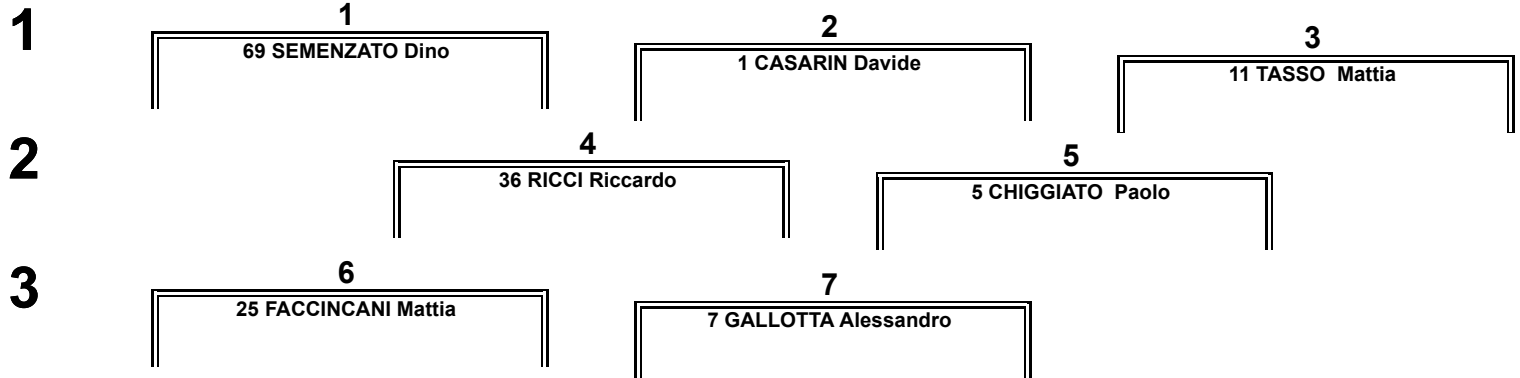 1
1
69 SEMENZATO Dino
2
1 CASARIN Davide
3
11 TASSO  Mattia
2
4
36 RICCI Riccardo
5
5 CHIGGIATO  Paolo
3
6
25 FACCINCANI Mattia
7
7 GALLOTTA Alessandro